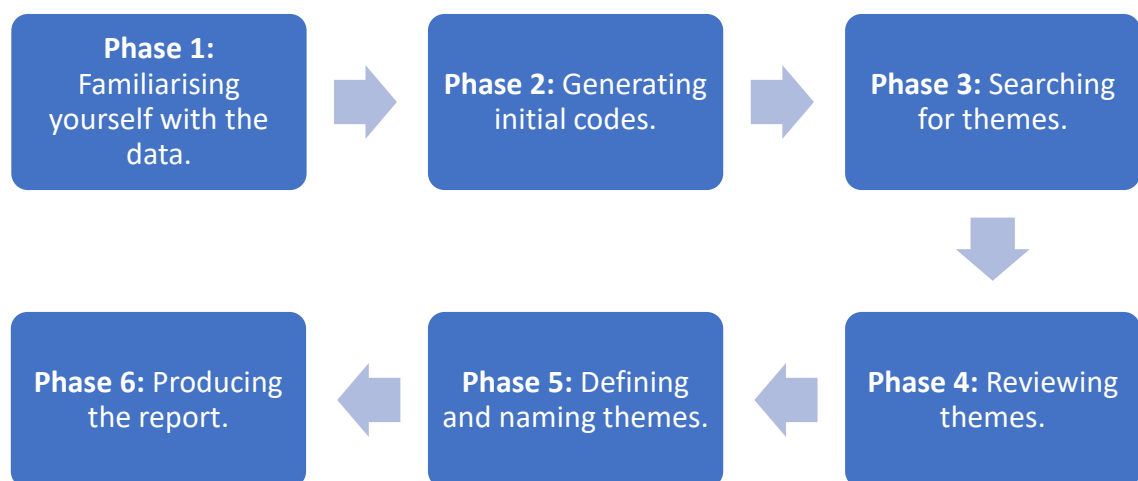 Phase 1:
Familiarising
yourself with the
data.
Phase 2: Generating
initial codes.
Phase 3: Searching
for themes.
Phase 4: Reviewing
themes.
Phase 5: Defining
and naming themes.
Phase 6: Producing
the report.